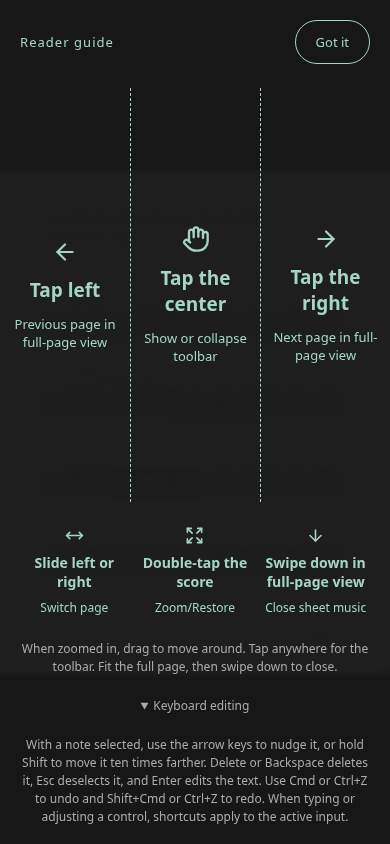 Reader guide
Got it
Tap left
Previous page in
full-page view
Tap the
center
Show or collapse
toolbar
Tap the
right
Next page in full-
page view
Slide left or
right
Switch page
Double-tap the
score
Zoom/Restore
Swipe down in
full-page view
Close sheet music
When zoomed in, drag to move around. Tap anywhere for the
toolbar. Fit the full page, then swipe down to close.
▼ Keyboard editing
With a note selected, use the arrow keys to nudge it, or hold
Shift to move it ten times farther. Delete or Backspace deletes
it, Esc deselects it, and Enter edits the text. Use Cmd or Ctrl+Z
to undo and Shift+Cmd or Ctrl+Z to redo. When typing or
adjusting a control, shortcuts apply to the active input.